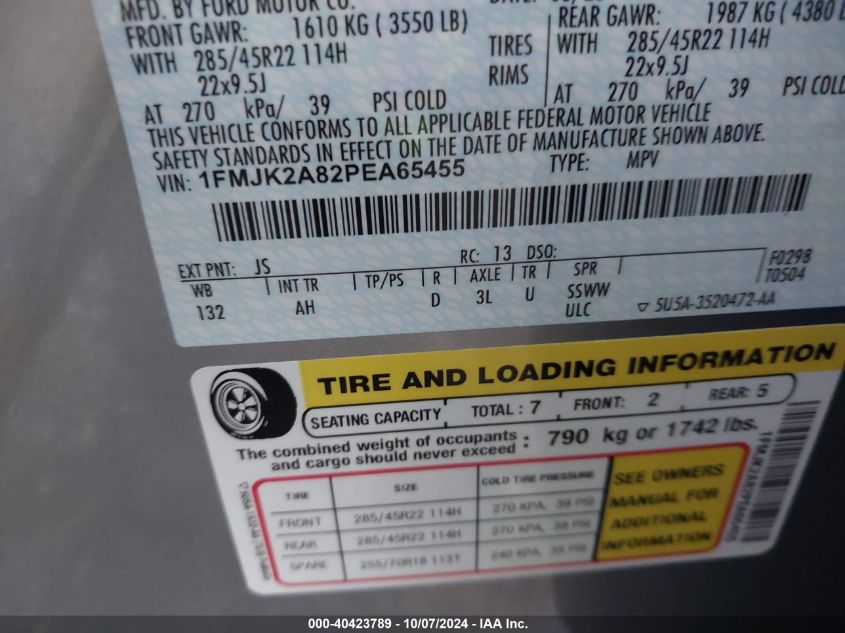 MFD. BY FORD MOTOR CO.
FRONT GAWR: 1610 KG ( 3550 LB) REAR GAWR: 1987 KG ( 4380 L
WITH 285/45R22 114H TIRES WITH 285/45R22 114H
22x9.5J RIMS 22x9.5J
AT 270 kPa/ 39 PSI COLD AT 270 kPa/ 39 PSI COLD
THIS VEHICLE CONFORMS TO ALL APPLICABLE FEDERAL MOTOR VEHICLE
SAFETY STANDARDS IN EFFECT ON THE DATE OF MANUFACTURE SHOWN ABOVE.
VIN: 1FMJK2A82PEA65455 TYPE: MPV
EXT PNT: JS RC: 13 DSO: F0298
WB INT TR TP/PS R AXLE TR SPR T0504
132 AH D 3L U SSWW
ULC ▽ 5U5A-3520472-AA
TIRE AND LOADING INFORMATION
SEATING CAPACITY TOTAL : 7 FRONT: 2 REAR: 5
The combined weight of occupants and cargo should never exceed : 790 kg or 1742 lbs.
TIRE SIZE COLD TIRE PRESSURE
FRONT 285/45R22 114H 270 KPA, 39 PSI
REAR 285/45R22 114H 270 KPA, 39 PSI
SPARE 255/70R18 113T 240 KPA, 35 PSI
SEE OWNERS
MANUAL FOR
ADDITIONAL
INFORMATION
1FMJK2A82PEA65455
000-40423789 - 10/07/2024 - IAA Inc.